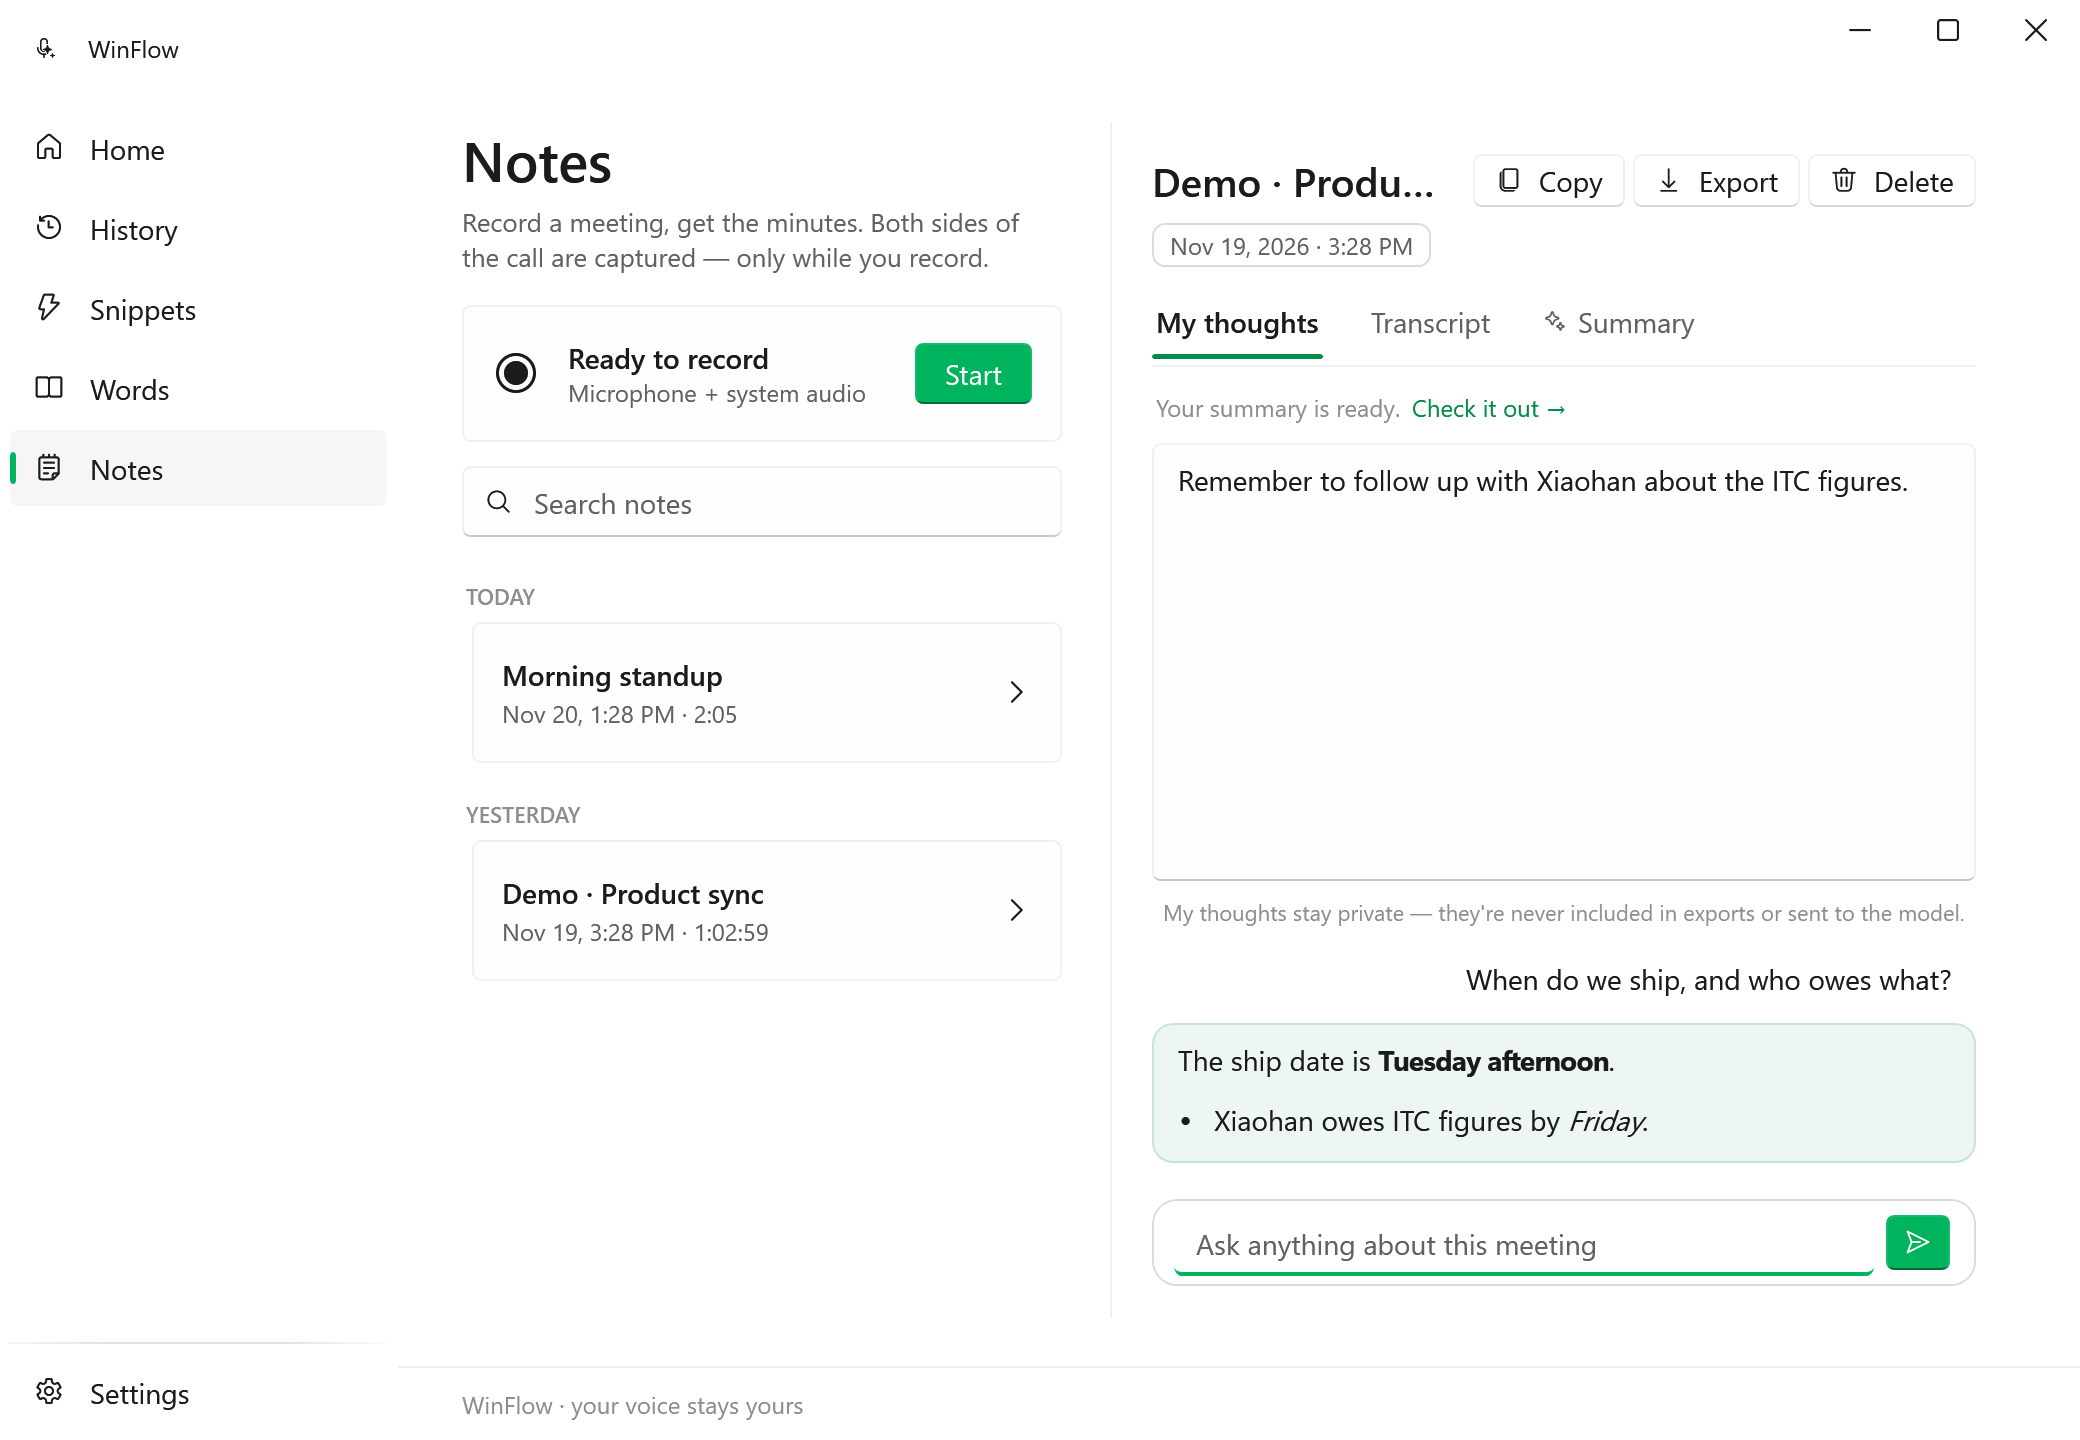 WinFlow
Home
History
Snippets
Words
Notes
Settings
Notes
Record a meeting, get the minutes. Both sides of
the call are captured — only while you record.
Ready to record
Microphone + system audio
Start
Search notes
TODAY
Morning standup
Nov 20, 1:28 PM · 2:05
YESTERDAY
Demo · Product sync
Nov 19, 3:28 PM · 1:02:59
Demo · Produ...
Copy
Export
Delete
Nov 19, 2026 · 3:28 PM
My thoughts
Transcript
Summary
Your summary is ready. Check it out →
Remember to follow up with Xiaohan about the ITC figures.
My thoughts stay private — they're never included in exports or sent to the model.
When do we ship, and who owes what?
The ship date is Tuesday afternoon.
• Xiaohan owes ITC figures by Friday.
Ask anything about this meeting
WinFlow · your voice stays yours